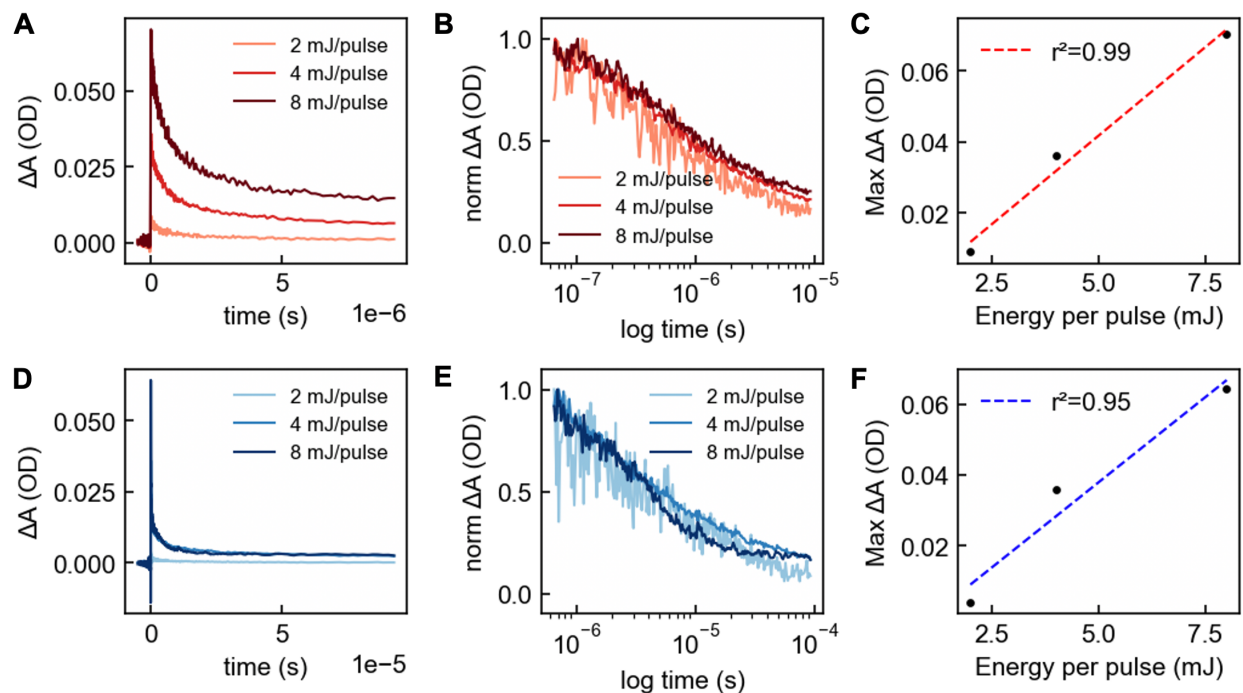 A
ΔA (OD)
0.050
0.025
0.000
2 mJ/pulse
4 mJ/pulse
8 mJ/pulse
0
5
time (s)
1e−6
B
norm ΔA (OD)
1.0
0.5
0.0
2 mJ/pulse
4 mJ/pulse
8 mJ/pulse
10⁻⁷
10⁻⁶
10⁻⁵
log time (s)
C
Max ΔA (OD)
0.06
0.04
0.02
r²=0.99
2.5
5.0
7.5
Energy per pulse (mJ)
D
ΔA (OD)
0.050
0.025
0.000
2 mJ/pulse
4 mJ/pulse
8 mJ/pulse
0
5
time (s)
1e−5
E
norm ΔA (OD)
1.0
0.5
0.0
2 mJ/pulse
4 mJ/pulse
8 mJ/pulse
10⁻⁶
10⁻⁵
10⁻⁴
log time (s)
F
Max ΔA (OD)
0.06
0.04
0.02
r²=0.95
2.5
5.0
7.5
Energy per pulse (mJ)